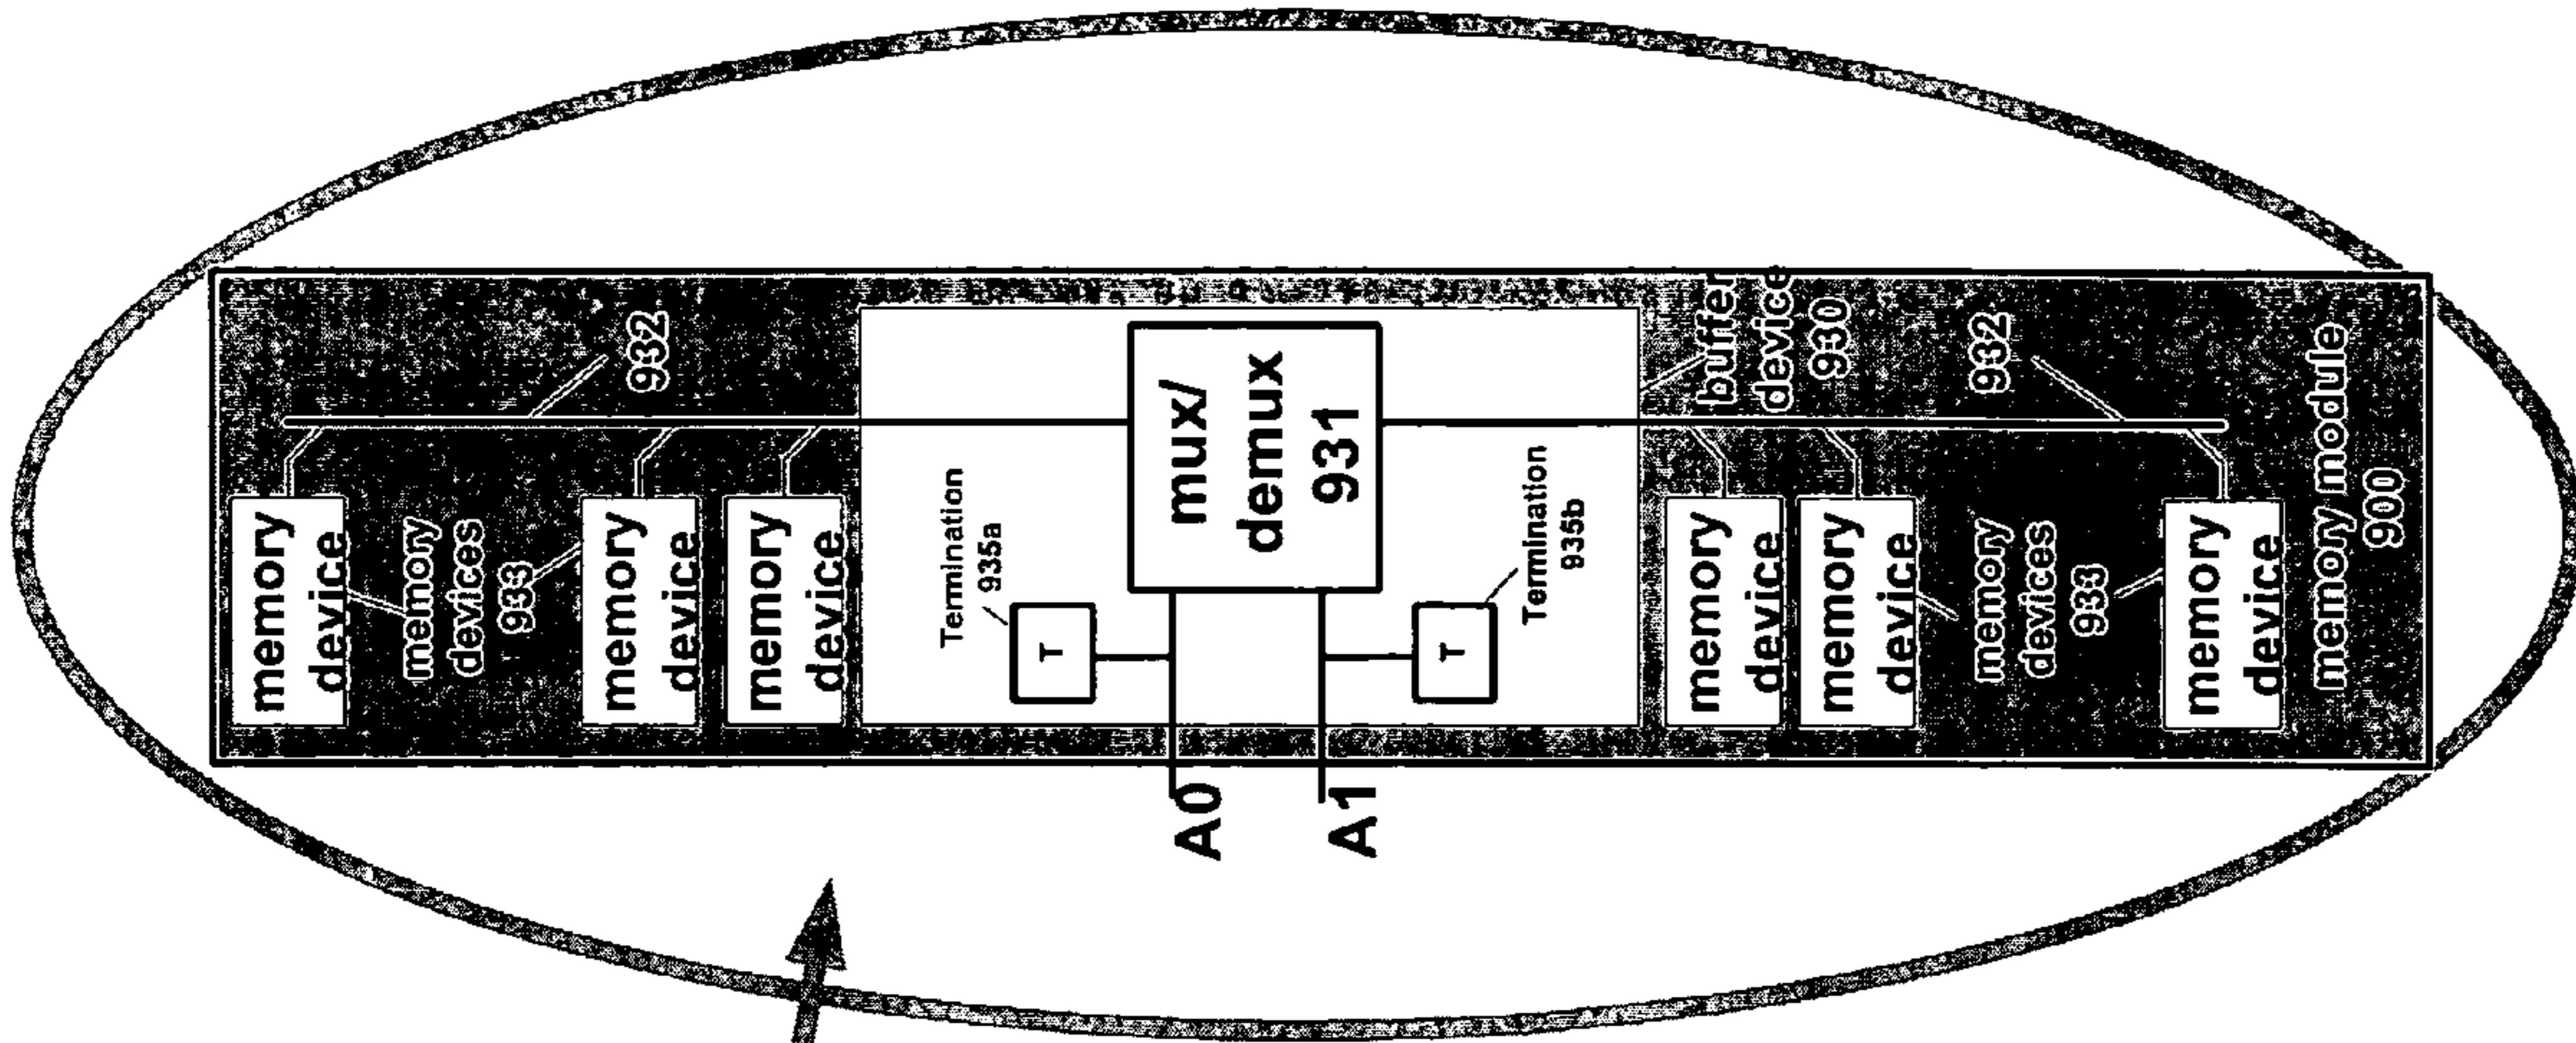 memory
device
memory
devices
933
memory
device
memory
device
932
Termination
935a
T
mux/
demux
931
A0
A1
T
Termination
935b
buffer
device
930
memory
device
memory
device
932
memory
devices
933
memory
device
memory module
900